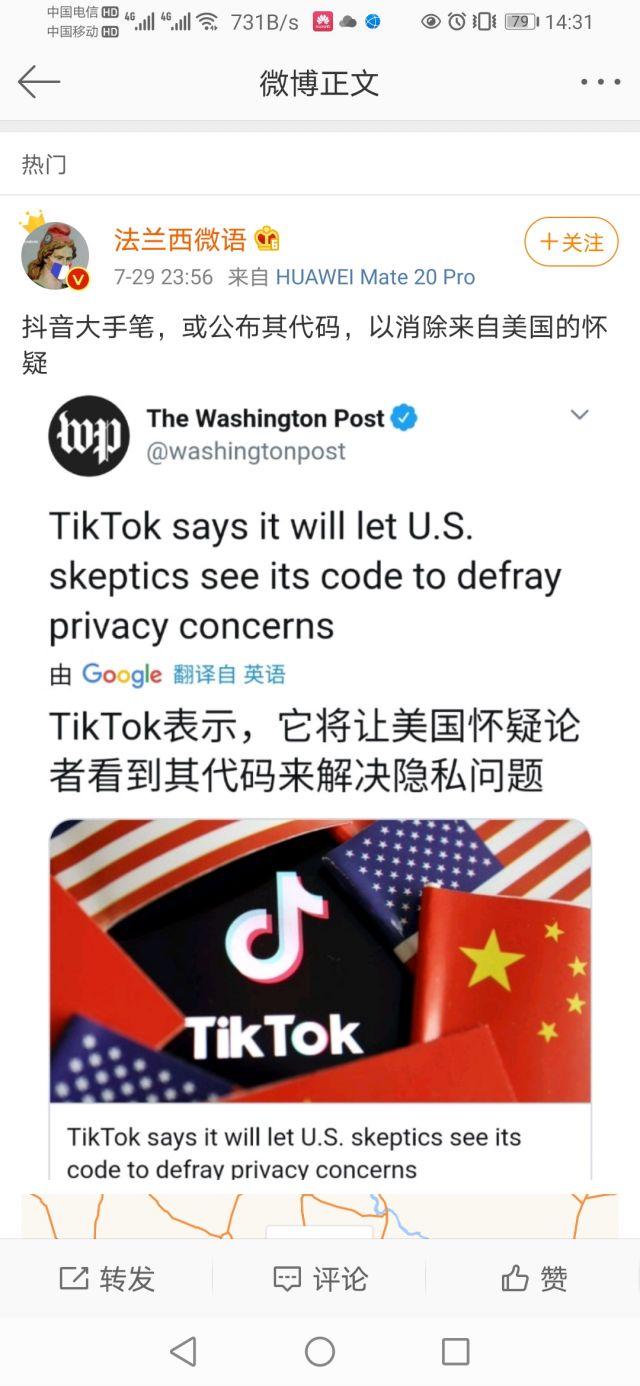 中国电信 HD
中国移动 HD
4G 4G 731B/s 79 14:31
微博正文
热门
法兰西微语
+关注
7-29 23:56 来自 HUAWEI Mate 20 Pro
抖音大手笔，或公布其代码，以消除来自美国的怀
疑
wp
The Washington Post
@washingtonpost
TikTok says it will let U.S.
skeptics see its code to defray
privacy concerns
由 Google 翻译自 英语
TikTok表示，它将让美国怀疑论
者看到其代码来解决隐私问题
TikTok
TikTok says it will let U.S. skeptics see its
code to defray privacy concerns
转发 评论 赞